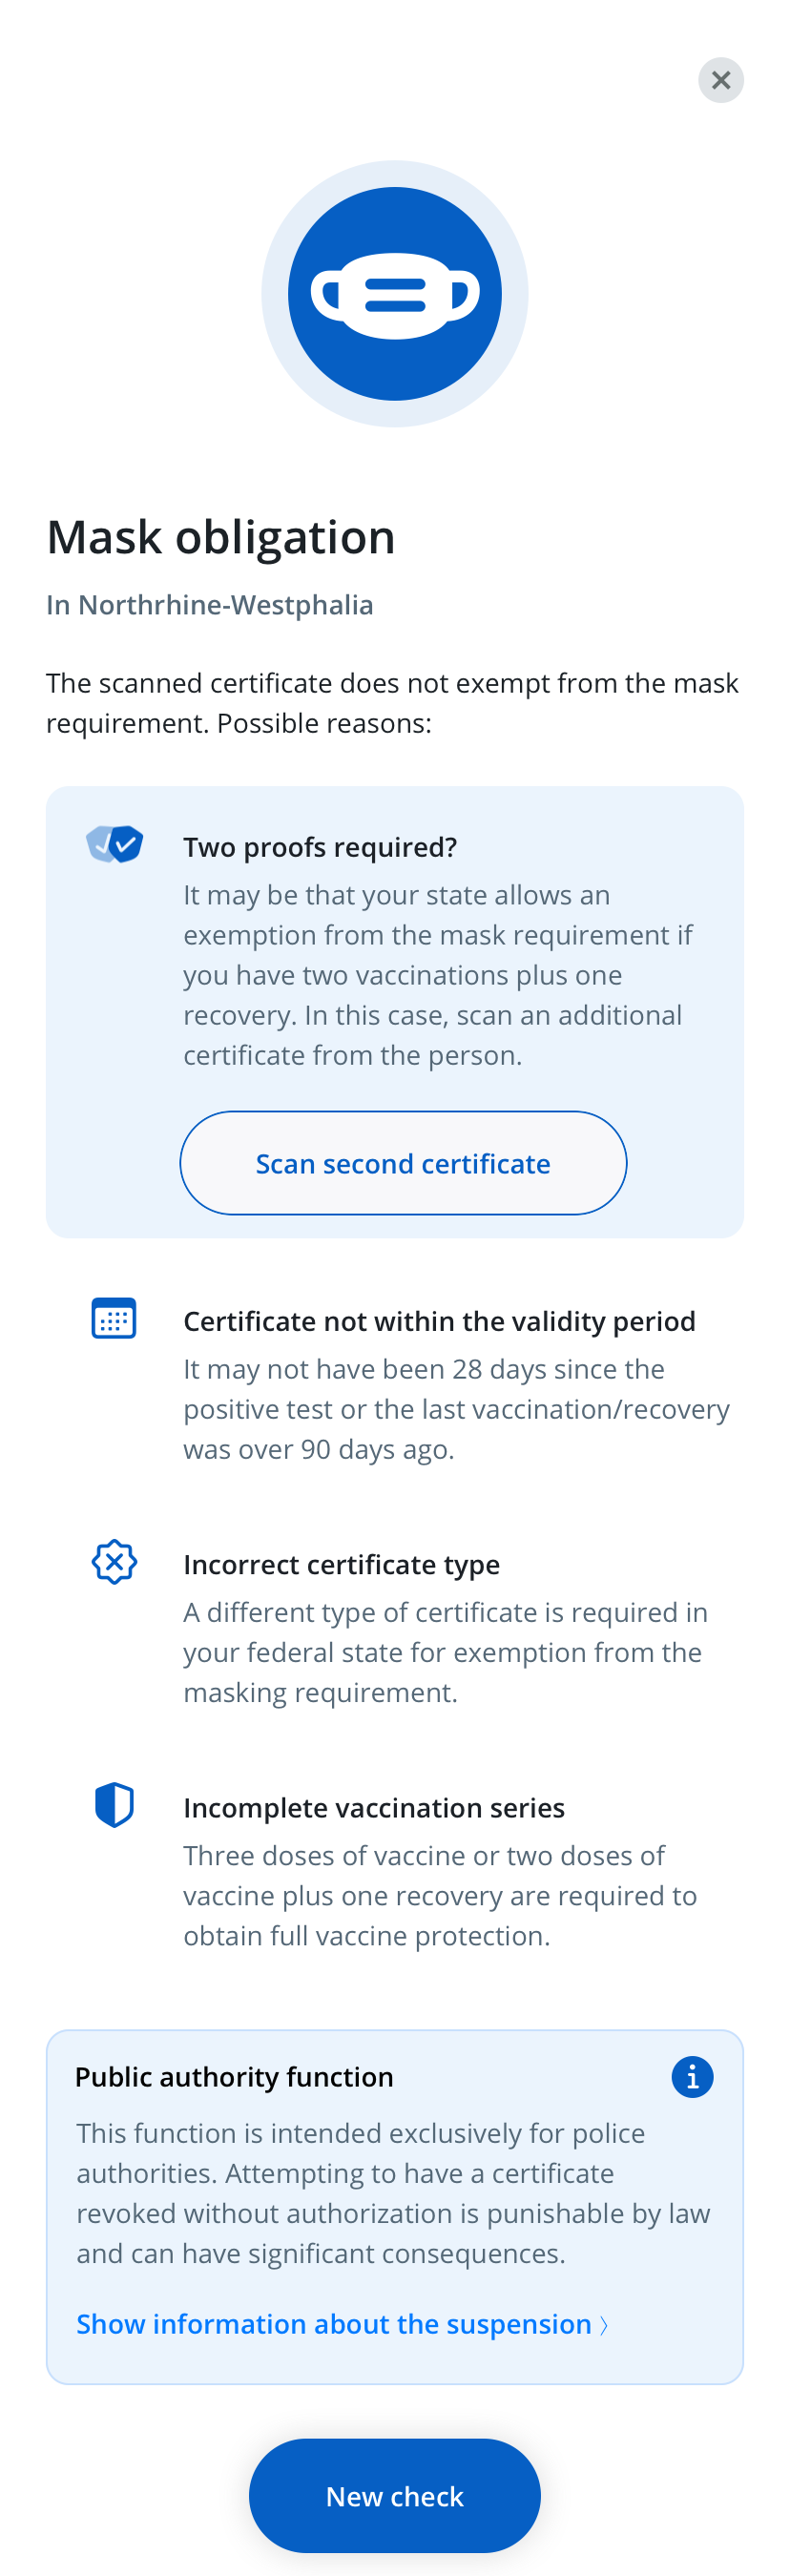 Mask obligation
In Northrhine-Westphalia
The scanned certificate does not exempt from the mask
requirement. Possible reasons:
Two proofs required?
It may be that your state allows an
exemption from the mask requirement if
you have two vaccinations plus one
recovery. In this case, scan an additional
certificate from the person.
Scan second certificate
Certificate not within the validity period
It may not have been 28 days since the
positive test or the last vaccination/recovery
was over 90 days ago.
Incorrect certificate type
A different type of certificate is required in
your federal state for exemption from the
masking requirement.
Incomplete vaccination series
Three doses of vaccine or two doses of
vaccine plus one recovery are required to
obtain full vaccine protection.
Public authority function
This function is intended exclusively for police
authorities. Attempting to have a certificate
revoked without authorization is punishable by law
and can have significant consequences.
Show information about the suspension
New check